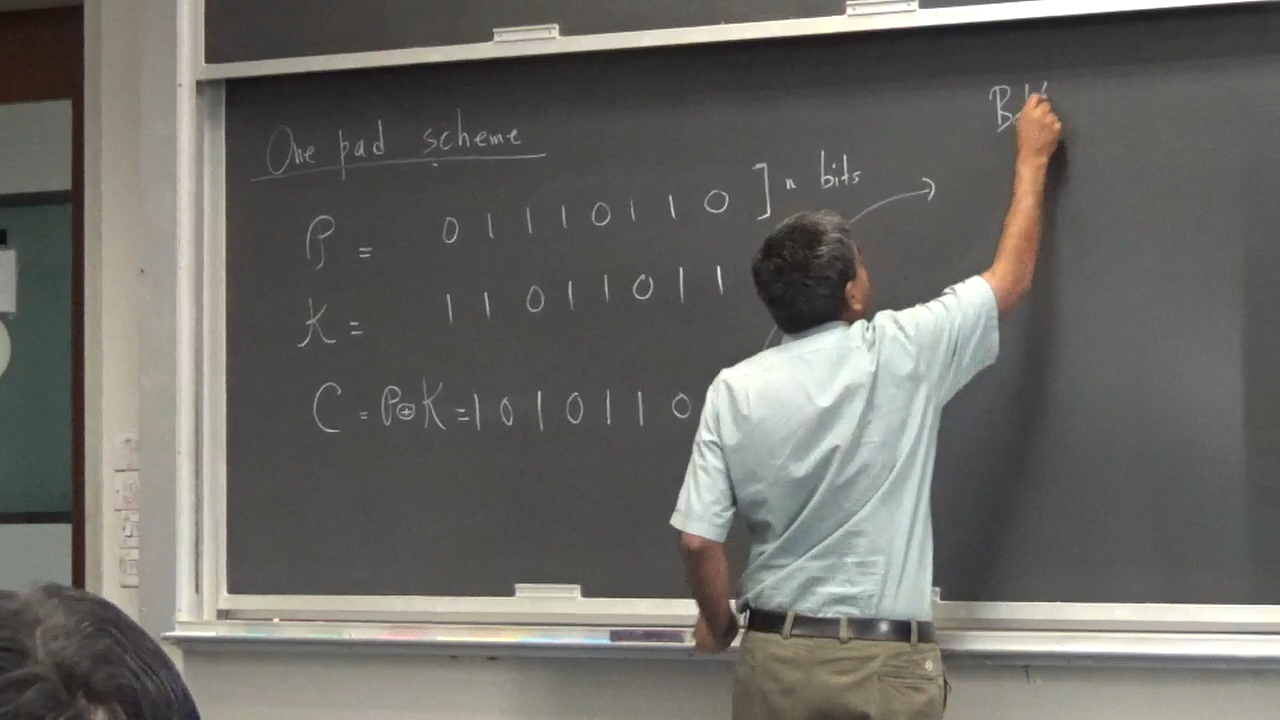 One pad scheme
P = 0 1 1 1 0 1 1 0 ] n bits
K = 1 1 0 1 1 0 1 1
C = P⊕K = 1 0 1 0 1 1 0